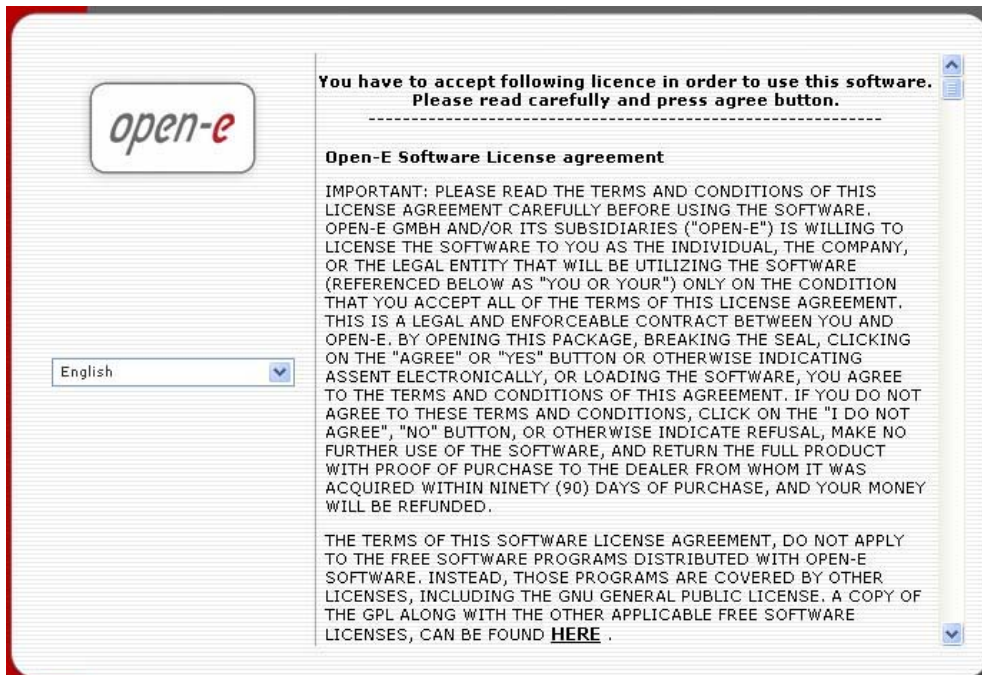 open-e
English
You have to accept following licence in order to use this software.
Please read carefully and press agree button.
------------------------------------------------------------
Open-E Software License agreement
IMPORTANT: PLEASE READ THE TERMS AND CONDITIONS OF THIS
LICENSE AGREEMENT CAREFULLY BEFORE USING THE SOFTWARE.
OPEN-E GMBH AND/OR ITS SUBSIDIARIES ("OPEN-E") IS WILLING TO
LICENSE THE SOFTWARE TO YOU AS THE INDIVIDUAL, THE COMPANY,
OR THE LEGAL ENTITY THAT WILL BE UTILIZING THE SOFTWARE
(REFERENCED BELOW AS "YOU OR YOUR") ONLY ON THE CONDITION
THAT YOU ACCEPT ALL OF THE TERMS OF THIS LICENSE AGREEMENT.
THIS IS A LEGAL AND ENFORCEABLE CONTRACT BETWEEN YOU AND
OPEN-E. BY OPENING THIS PACKAGE, BREAKING THE SEAL, CLICKING
ON THE "AGREE" OR "YES" BUTTON OR OTHERWISE INDICATING
ASSENT ELECTRONICALLY, OR LOADING THE SOFTWARE, YOU AGREE
TO THE TERMS AND CONDITIONS OF THIS AGREEMENT. IF YOU DO NOT
AGREE TO THESE TERMS AND CONDITIONS, CLICK ON THE "I DO NOT
AGREE", "NO" BUTTON, OR OTHERWISE INDICATE REFUSAL, MAKE NO
FURTHER USE OF THE SOFTWARE, AND RETURN THE FULL PRODUCT
WITH PROOF OF PURCHASE TO THE DEALER FROM WHOM IT WAS
ACQUIRED WITHIN NINETY (90) DAYS OF PURCHASE, AND YOUR MONEY
WILL BE REFUNDED.
THE TERMS OF THIS SOFTWARE LICENSE AGREEMENT, DO NOT APPLY
TO THE FREE SOFTWARE PROGRAMS DISTRIBUTED WITH OPEN-E
SOFTWARE. INSTEAD, THOSE PROGRAMS ARE COVERED BY OTHER
LICENSES, INCLUDING THE GNU GENERAL PUBLIC LICENSE. A COPY OF
THE GPL ALONG WITH THE OTHER APPLICABLE FREE SOFTWARE
LICENSES, CAN BE FOUND HERE .